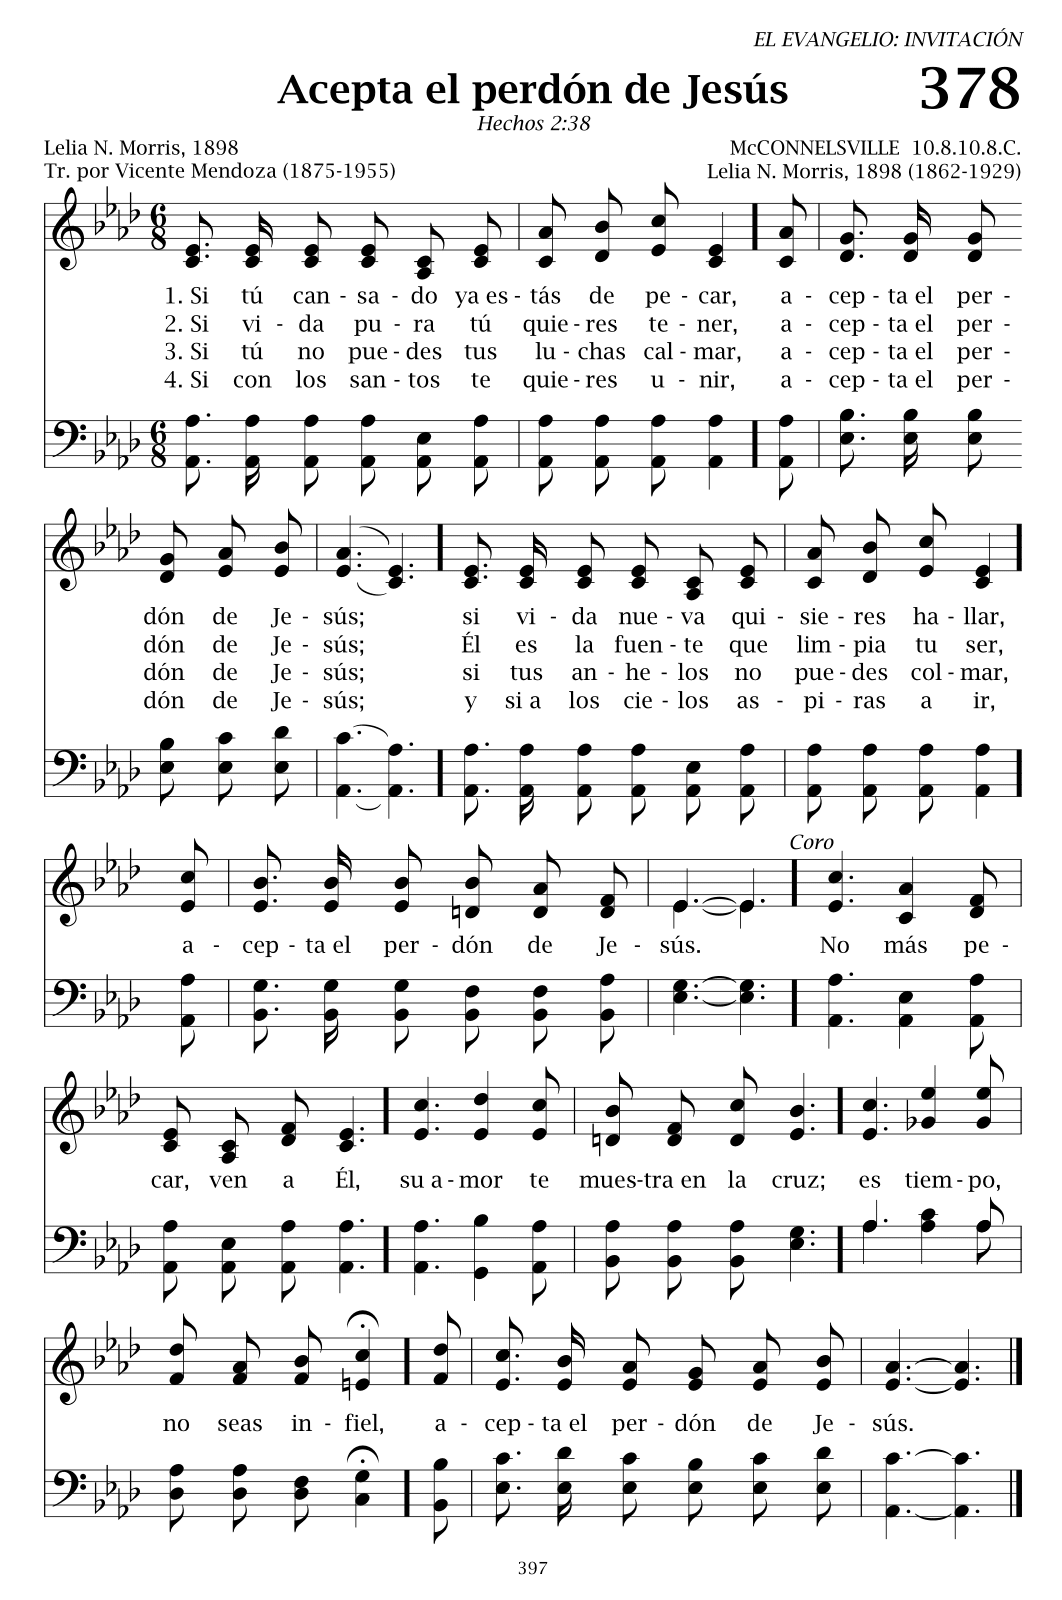 EL EVANGELIO: INVITACIÓN
Acepta el perdón de Jesús 378
Hechos 2:38
Lelia N. Morris, 1898 McCONNELSVILLE 10.8.10.8.C.
Tr. por Vicente Mendoza (1875-1955) Lelia N. Morris, 1898 (1862-1929)
6 8
1. Si tú can - sa - do ya es - tás de pe - car, a - cep - ta el per -
2. Si vi - da pu - ra tú quie - res te - ner, a - cep - ta el per -
3. Si tú no pue - des tus lu - chas cal - mar, a - cep - ta el per -
4. Si con los san - tos te quie - res u - nir, a - cep - ta el per -
6 8
dón de Je - sús; si vi - da nue - va qui - sie - res ha - llar,
dón de Je - sús; Él es la fuen - te que lim - pia tu ser,
dón de Je - sús; si tus an - he - los no pue - des col - mar,
dón de Je - sús; y si a los cie - los as - pi - ras a ir,
Coro
a - cep - ta el per - dón de Je - sús. No más pe -
car, ven a Él, su a - mor te mues - tra en la cruz; es tiem - po,
no seas in - fiel, a - cep - ta el per - dón de Je - sús.
397